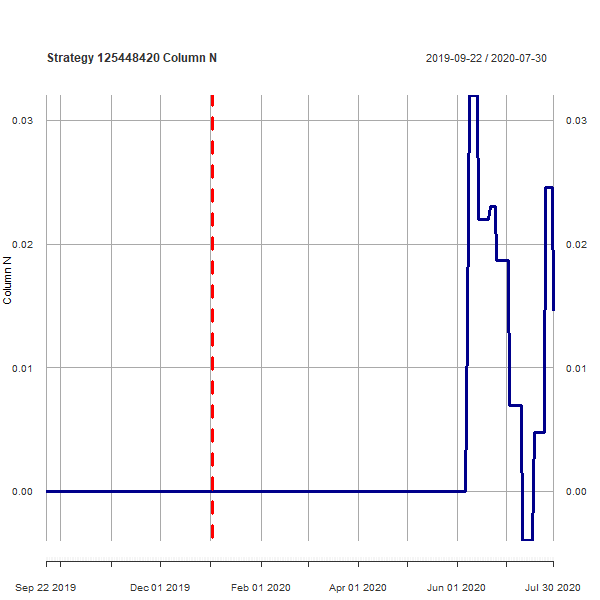 Strategy 125448420 Column N
2019-09-22 / 2020-07-30
0.03
0.03
0.02
0.02
Column N
0.01
0.01
0.00
0.00
Sep 22 2019
Dec 01 2019
Feb 01 2020
Apr 01 2020
Jun 01 2020
Jul 30 2020